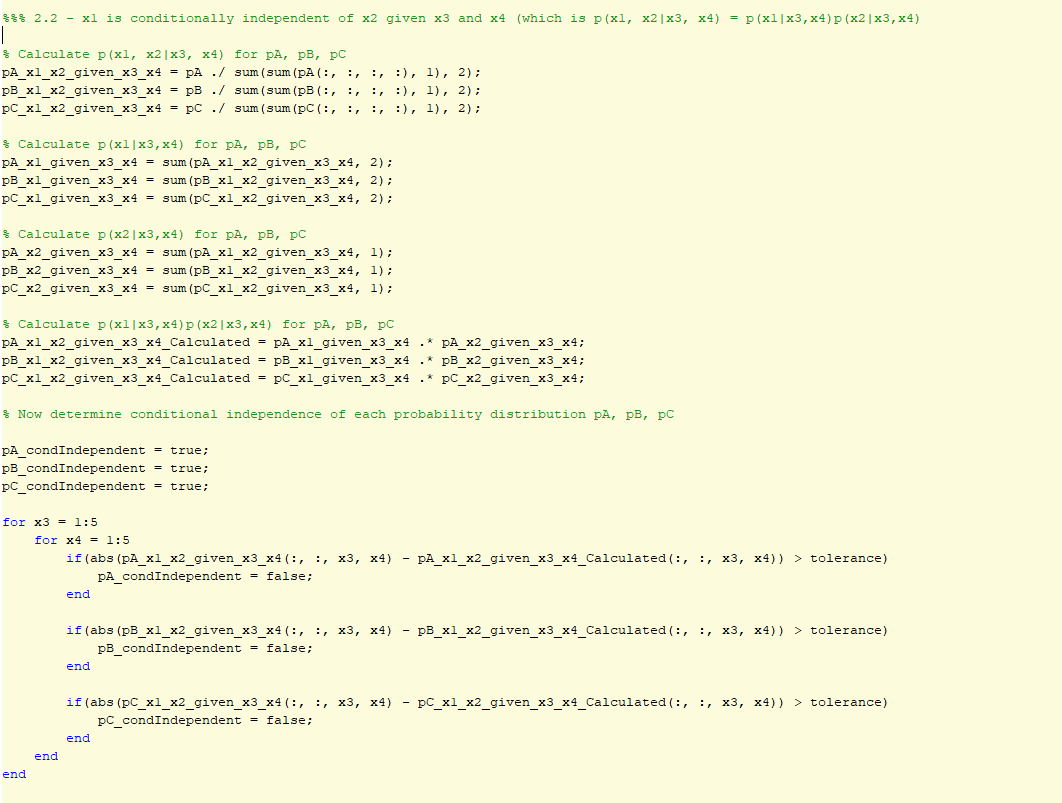 %%% 2.2 - x1 is conditionally independent of x2 given x3 and x4 (which is p(x1, x2|x3, x4) = p(x1|x3,x4)p(x2|x3,x4)
% Calculate p(x1, x2|x3, x4) for pA, pB, pC
pA_x1_x2_given_x3_x4 = pA ./ sum(sum(pA(:, :, :, :), 1), 2);
pB_x1_x2_given_x3_x4 = pB ./ sum(sum(pB(:, :, :, :), 1), 2);
pC_x1_x2_given_x3_x4 = pC ./ sum(sum(pC(:, :, :, :), 1), 2);
% Calculate p(x1|x3,x4) for pA, pB, pC
pA_x1_given_x3_x4 = sum(pA_x1_x2_given_x3_x4, 2);
pB_x1_given_x3_x4 = sum(pB_x1_x2_given_x3_x4, 2);
pC_x1_given_x3_x4 = sum(pC_x1_x2_given_x3_x4, 2);
% Calculate p(x2|x3,x4) for pA, pB, pC
pA_x2_given_x3_x4 = sum(pA_x1_x2_given_x3_x4, 1);
pB_x2_given_x3_x4 = sum(pB_x1_x2_given_x3_x4, 1);
pC_x2_given_x3_x4 = sum(pC_x1_x2_given_x3_x4, 1);
% Calculate p(x1|x3,x4)p(x2|x3,x4) for pA, pB, pC
pA_x1_x2_given_x3_x4_Calculated = pA_x1_given_x3_x4 .* pA_x2_given_x3_x4;
pB_x1_x2_given_x3_x4_Calculated = pB_x1_given_x3_x4 .* pB_x2_given_x3_x4;
pC_x1_x2_given_x3_x4_Calculated = pC_x1_given_x3_x4 .* pC_x2_given_x3_x4;
% Now determine conditional independence of each probability distribution pA, pB, pC
pA_condIndependent = true;
pB_condIndependent = true;
pC_condIndependent = true;
for x3 = 1:5
    for x4 = 1:5
        if(abs(pA_x1_x2_given_x3_x4(:, :, x3, x4) - pA_x1_x2_given_x3_x4_Calculated(:, :, x3, x4)) > tolerance)
            pA_condIndependent = false;
        end
        if(abs(pB_x1_x2_given_x3_x4(:, :, x3, x4) - pB_x1_x2_given_x3_x4_Calculated(:, :, x3, x4)) > tolerance)
            pB_condIndependent = false;
        end
        if(abs(pC_x1_x2_given_x3_x4(:, :, x3, x4) - pC_x1_x2_given_x3_x4_Calculated(:, :, x3, x4)) > tolerance)
            pC_condIndependent = false;
        end
    end
end